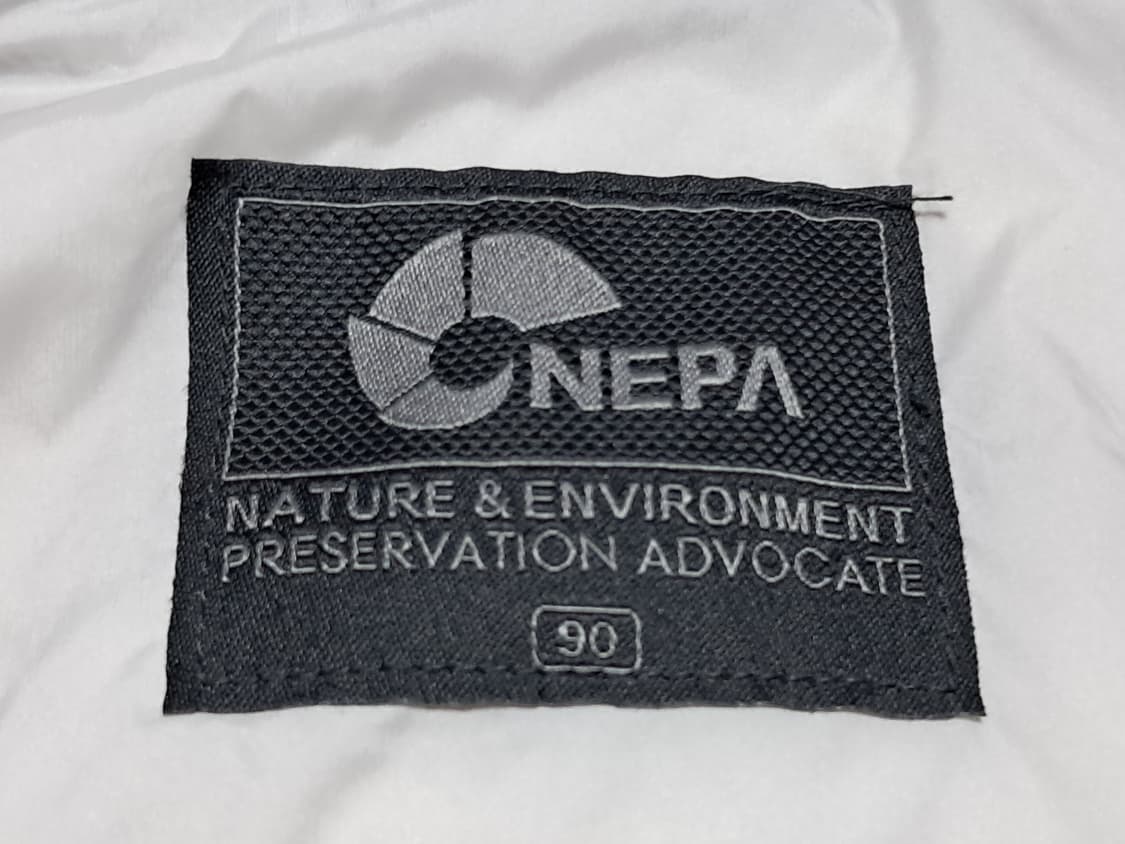 NEPA
NATURE & ENVIRONMENT
PRESERVATION ADVOCATE
90